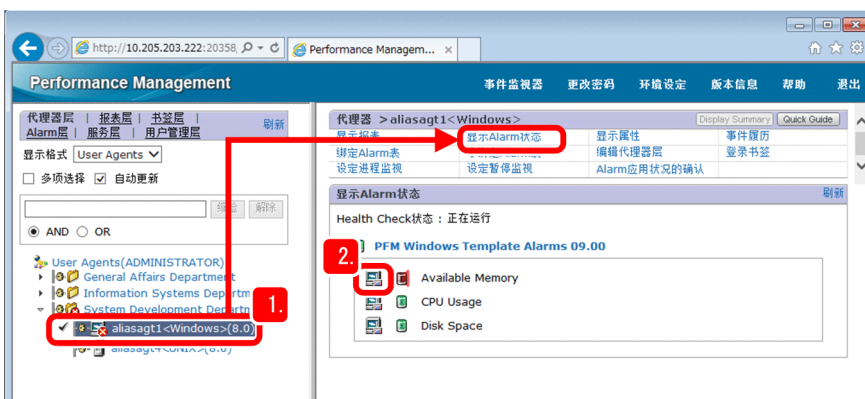 http://10.205.203.222:20358,
Performance Managem... ×
Performance Management
事件监视器 更改密码 环境设定 版本信息 帮助 退出
代理器层 | 报表层 | 书签层 |
Alarm层 | 服务层 | 用户管理层
刷新
显示格式 User Agents
多项选择 自动更新
解除
AND OR
User Agents(ADMINISTRATOR)
General Affairs Department
Information Systems Departm
System Development Departn
1.
aliasagt1<Windows>(8.0)
aliasagt4<UNIX>(8.0)
代理器 >aliasagt1<Windows>
Display Summary Quick Guide
显示报表 显示Alarm状态 显示属性 事件履历
绑定Alarm表 编辑代理器层 登录书签
设定进程监视 设定暂停监视 Alarm应用状况的确认
显示Alarm状态 刷新
Health Check状态：正在运行
2.
PFM Windows Template Alarms 09.00
Available Memory
CPU Usage
Disk Space